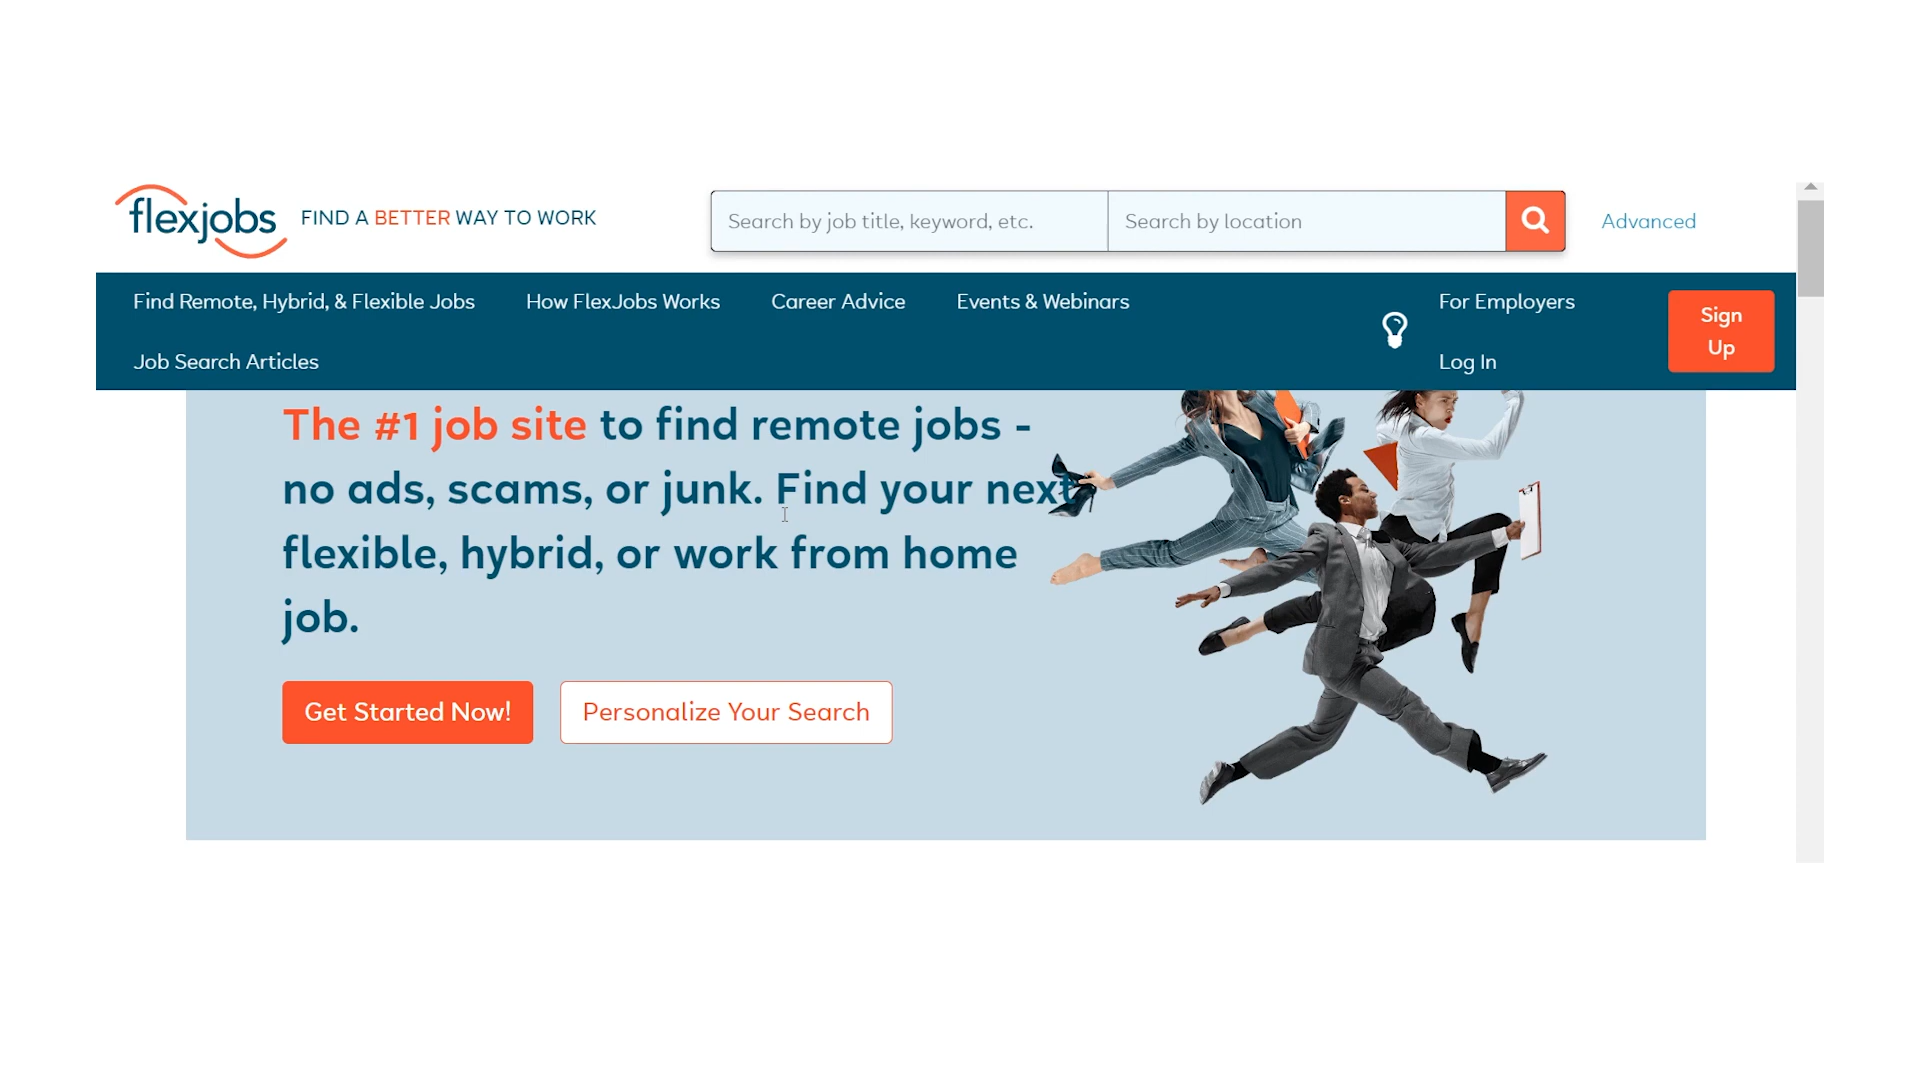 flexjobs FIND A BETTER WAY TO WORK
Search by job title, keyword, etc. Search by location Advanced
Find Remote, Hybrid, & Flexible Jobs How FlexJobs Works Career Advice Events & Webinars For Employers
Sign
Up
Job Search Articles Log In
The #1 job site to find remote jobs -
no ads, scams, or junk. Find your next
flexible, hybrid, or work from home
job.
Get Started Now! Personalize Your Search